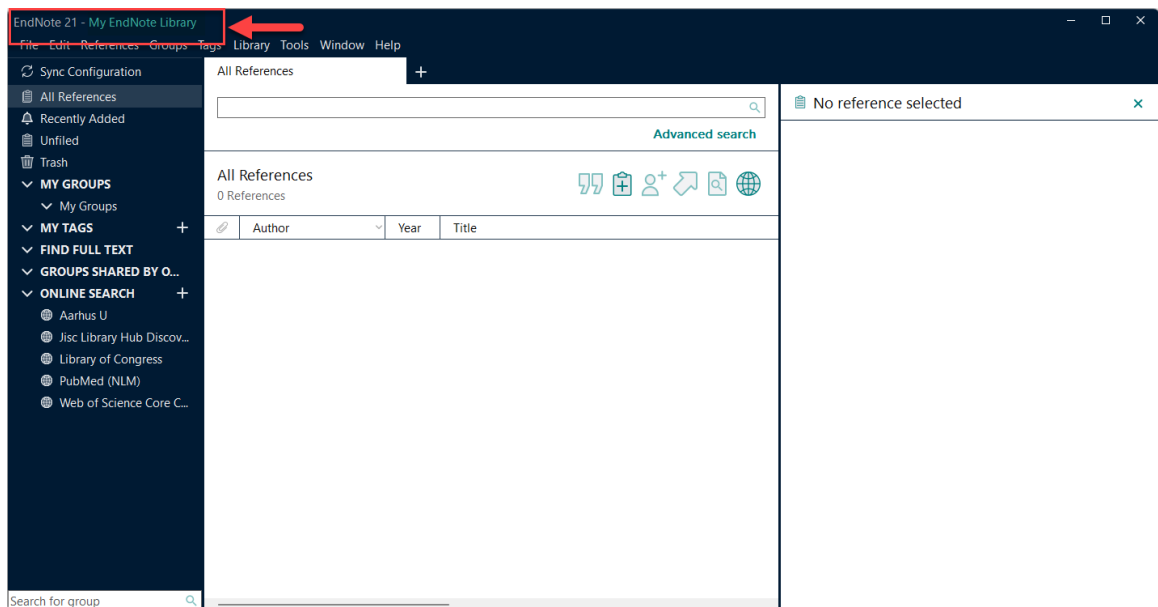 EndNote 21 - My EndNote Library
File Edit References Groups Tags Library Tools Window Help
Sync Configuration
All References
Recently Added
Unfiled
Trash
MY GROUPS
My Groups
MY TAGS +
FIND FULL TEXT
GROUPS SHARED BY O...
ONLINE SEARCH +
Aarhus U
Jisc Library Hub Discov...
Library of Congress
PubMed (NLM)
Web of Science Core C...
Search for group
All References +
Advanced search
All References
0 References
Author Year Title
No reference selected